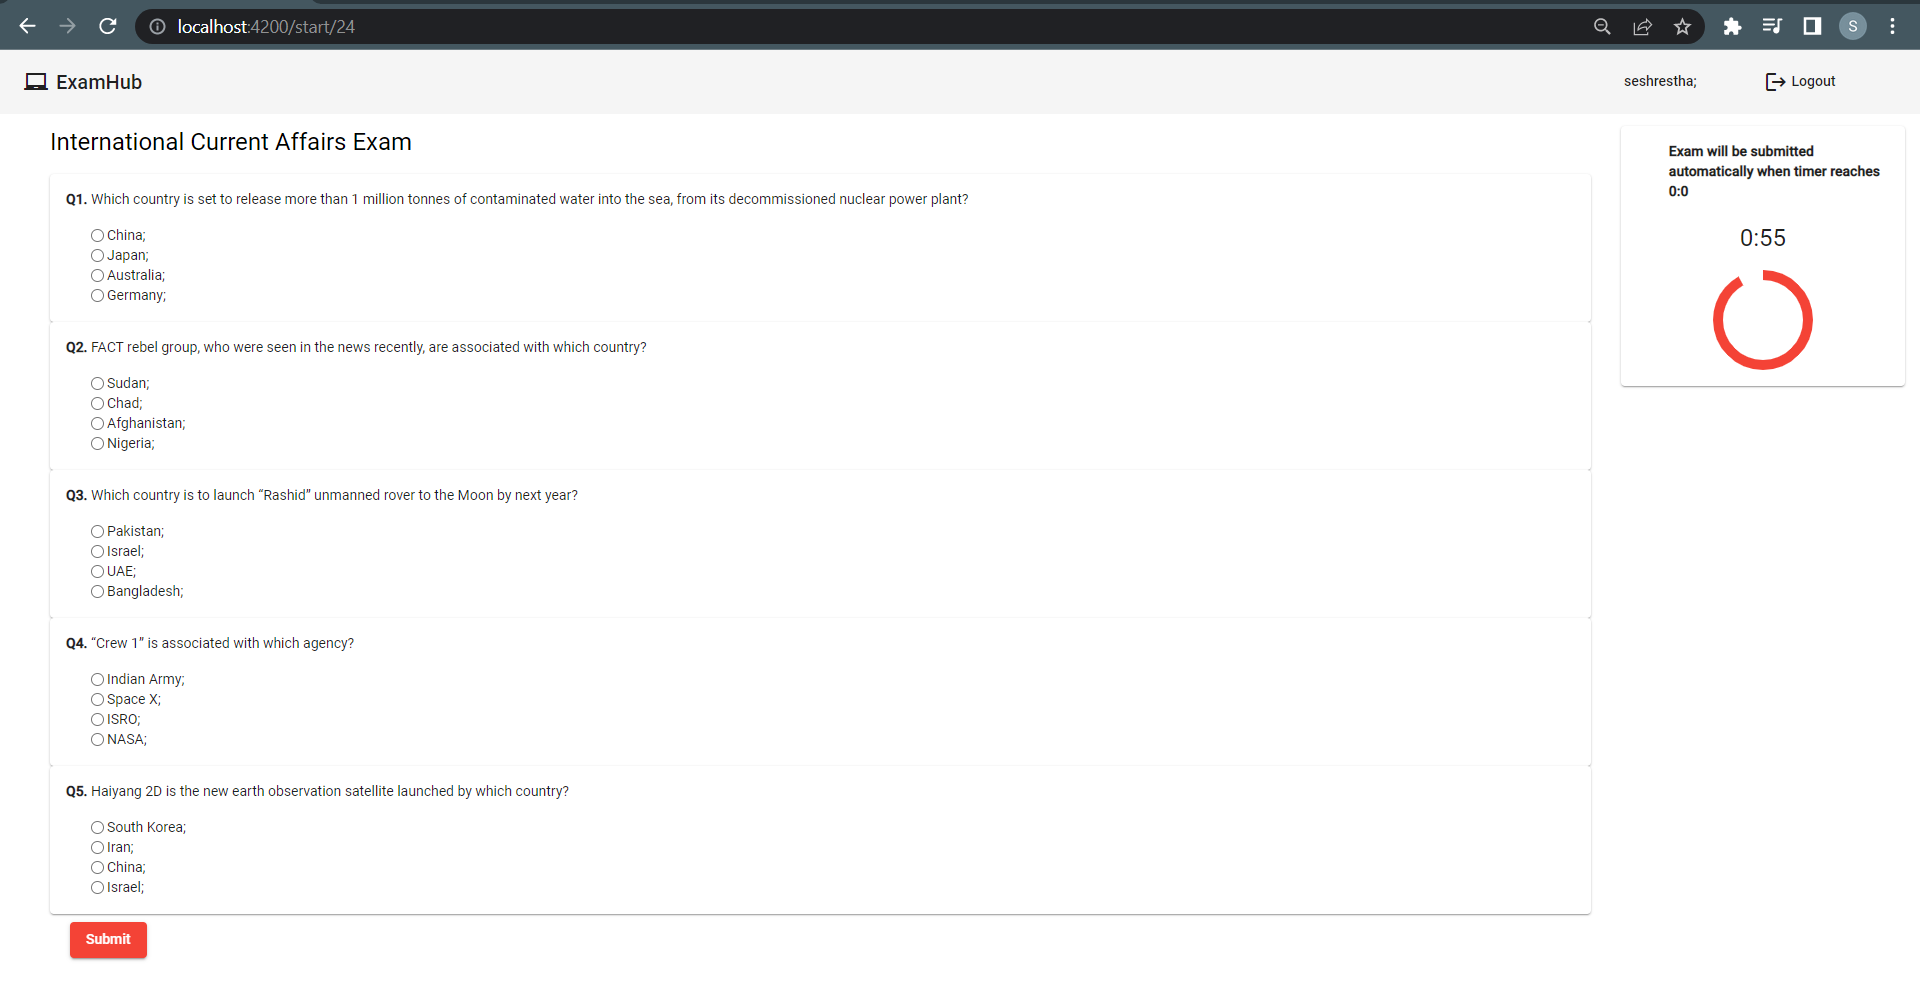 localhost:4200/start/24
S
ExamHub
seshrestha;
Logout
International Current Affairs Exam
Q1. Which country is set to release more than 1 million tonnes of contaminated water into the sea, from its decommissioned nuclear power plant?
China;
Japan;
Australia;
Germany;
Q2. FACT rebel group, who were seen in the news recently, are associated with which country?
Sudan;
Chad;
Afghanistan;
Nigeria;
Q3. Which country is to launch “Rashid” unmanned rover to the Moon by next year?
Pakistan;
Israel;
UAE;
Bangladesh;
Q4. “Crew 1” is associated with which agency?
Indian Army;
Space X;
ISRO;
NASA;
Q5. Haiyang 2D is the new earth observation satellite launched by which country?
South Korea;
Iran;
China;
Israel;
Submit
Exam will be submitted
automatically when timer reaches
0:0
0:55